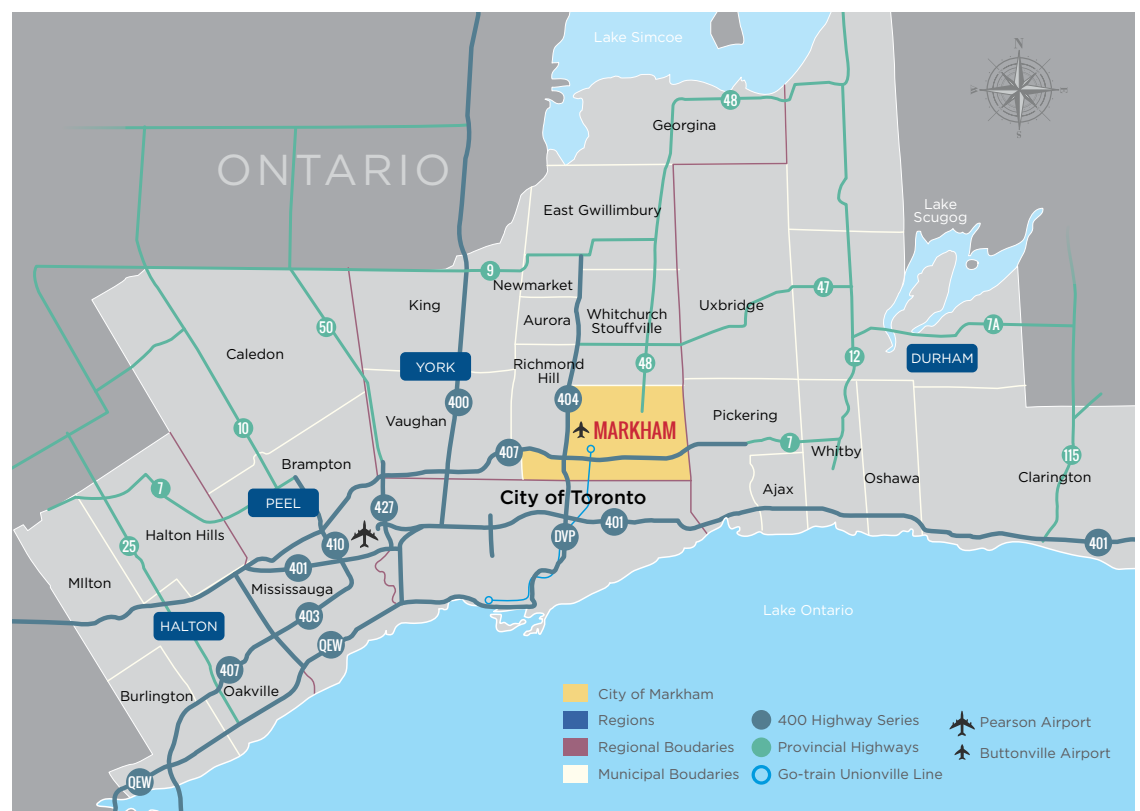 Lake Simcoe
N
W
E
S
48
Georgina
ONTARIO
East Gwillimbury
Lake
Scugog
9
Newmarket
King
Aurora
Whitchurch
Stouffville
Uxbridge
47
7A
50
Caledon
YORK
Richmond
Hill
48
12
DURHAM
400
404
10
Vaughan
MARKHAM
Pickering
407
7
Whitby
115
Brampton
PEEL
7
City of Toronto
Ajax
Oshawa
Clarington
427
401
Halton Hills
25
410
DVP
401
401
MIlton
Mississauga
403
HALTON
Lake Ontario
QEW
407
Burlington
Oakville
QEW
City of Markham
Regions
Regional Boudaries
Municipal Boudaries
400 Highway Series
Provincial Highways
Go-train Unionville Line
Pearson Airport
Buttonville Airport